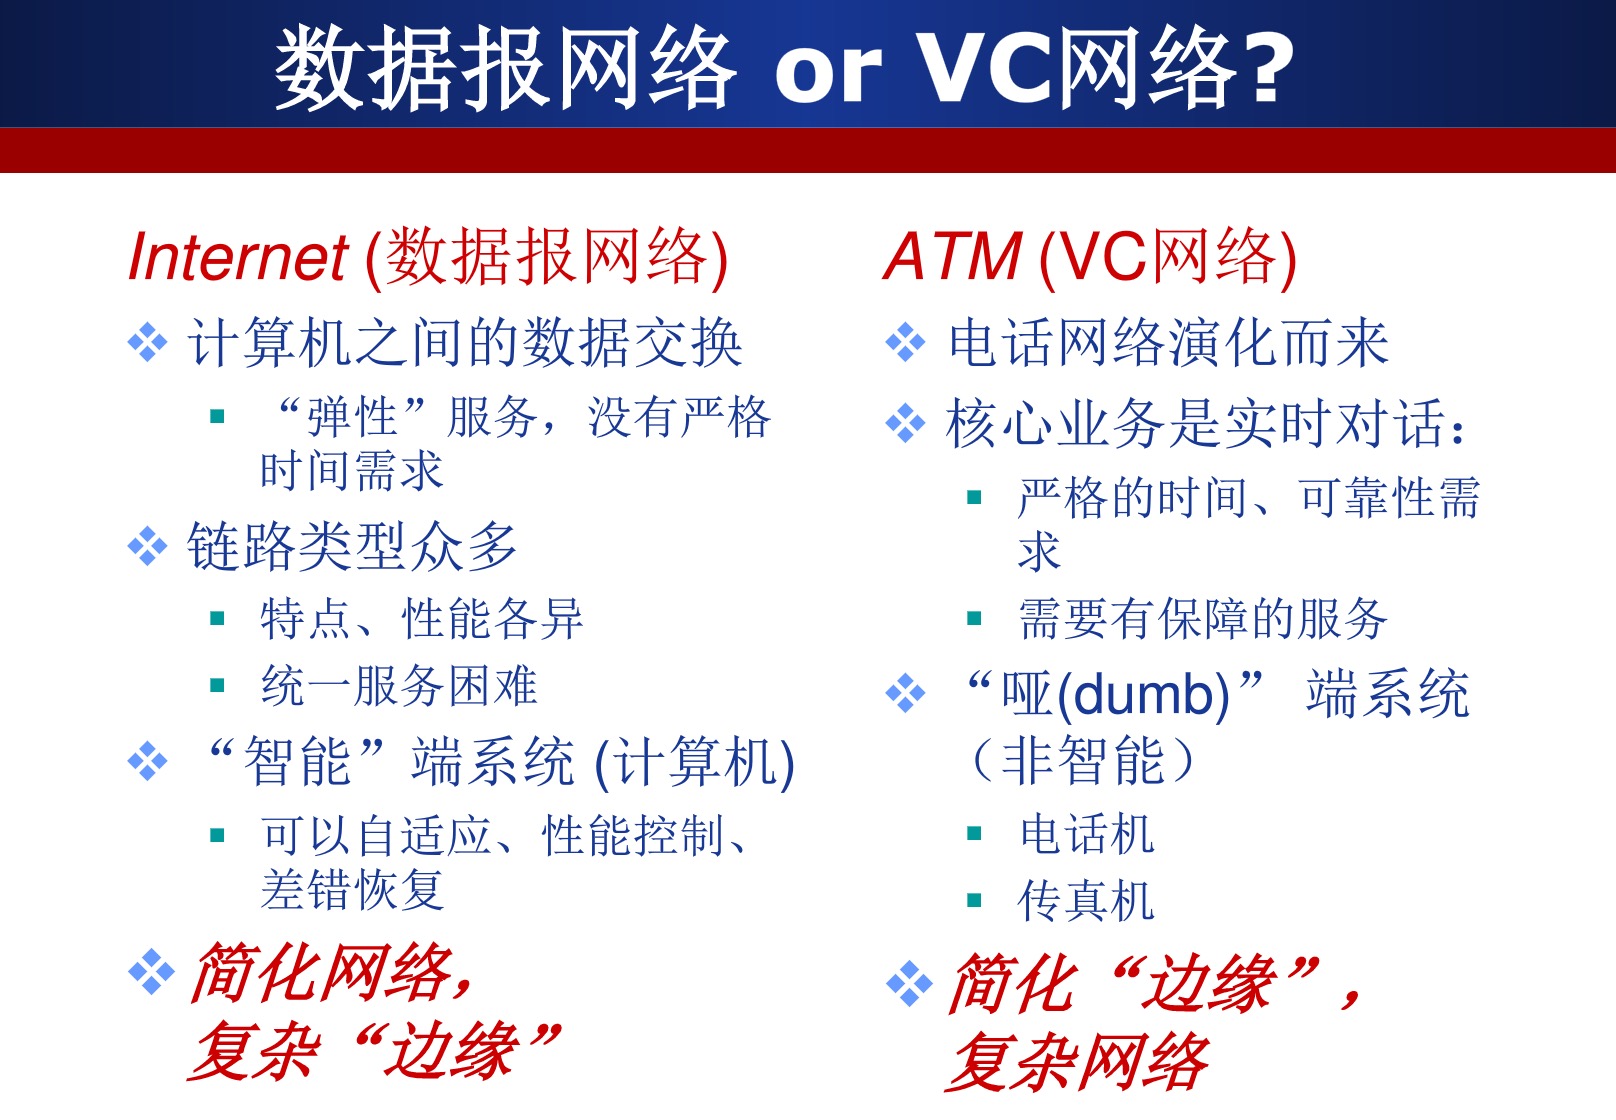 数据报网络 or VC网络?
Internet (数据报网络)
计算机之间的数据交换
“弹性”服务，没有严格
时间需求
链路类型众多
特点、性能各异
统一服务困难
“智能”端系统 (计算机)
可以自适应、性能控制、
差错恢复
简化网络，
复杂“边缘”
ATM (VC网络)
电话网络演化而来
核心业务是实时对话：
严格的时间、可靠性需
求
需要有保障的服务
“哑(dumb)” 端系统
（非智能）
电话机
传真机
简化“边缘”，
复杂网络